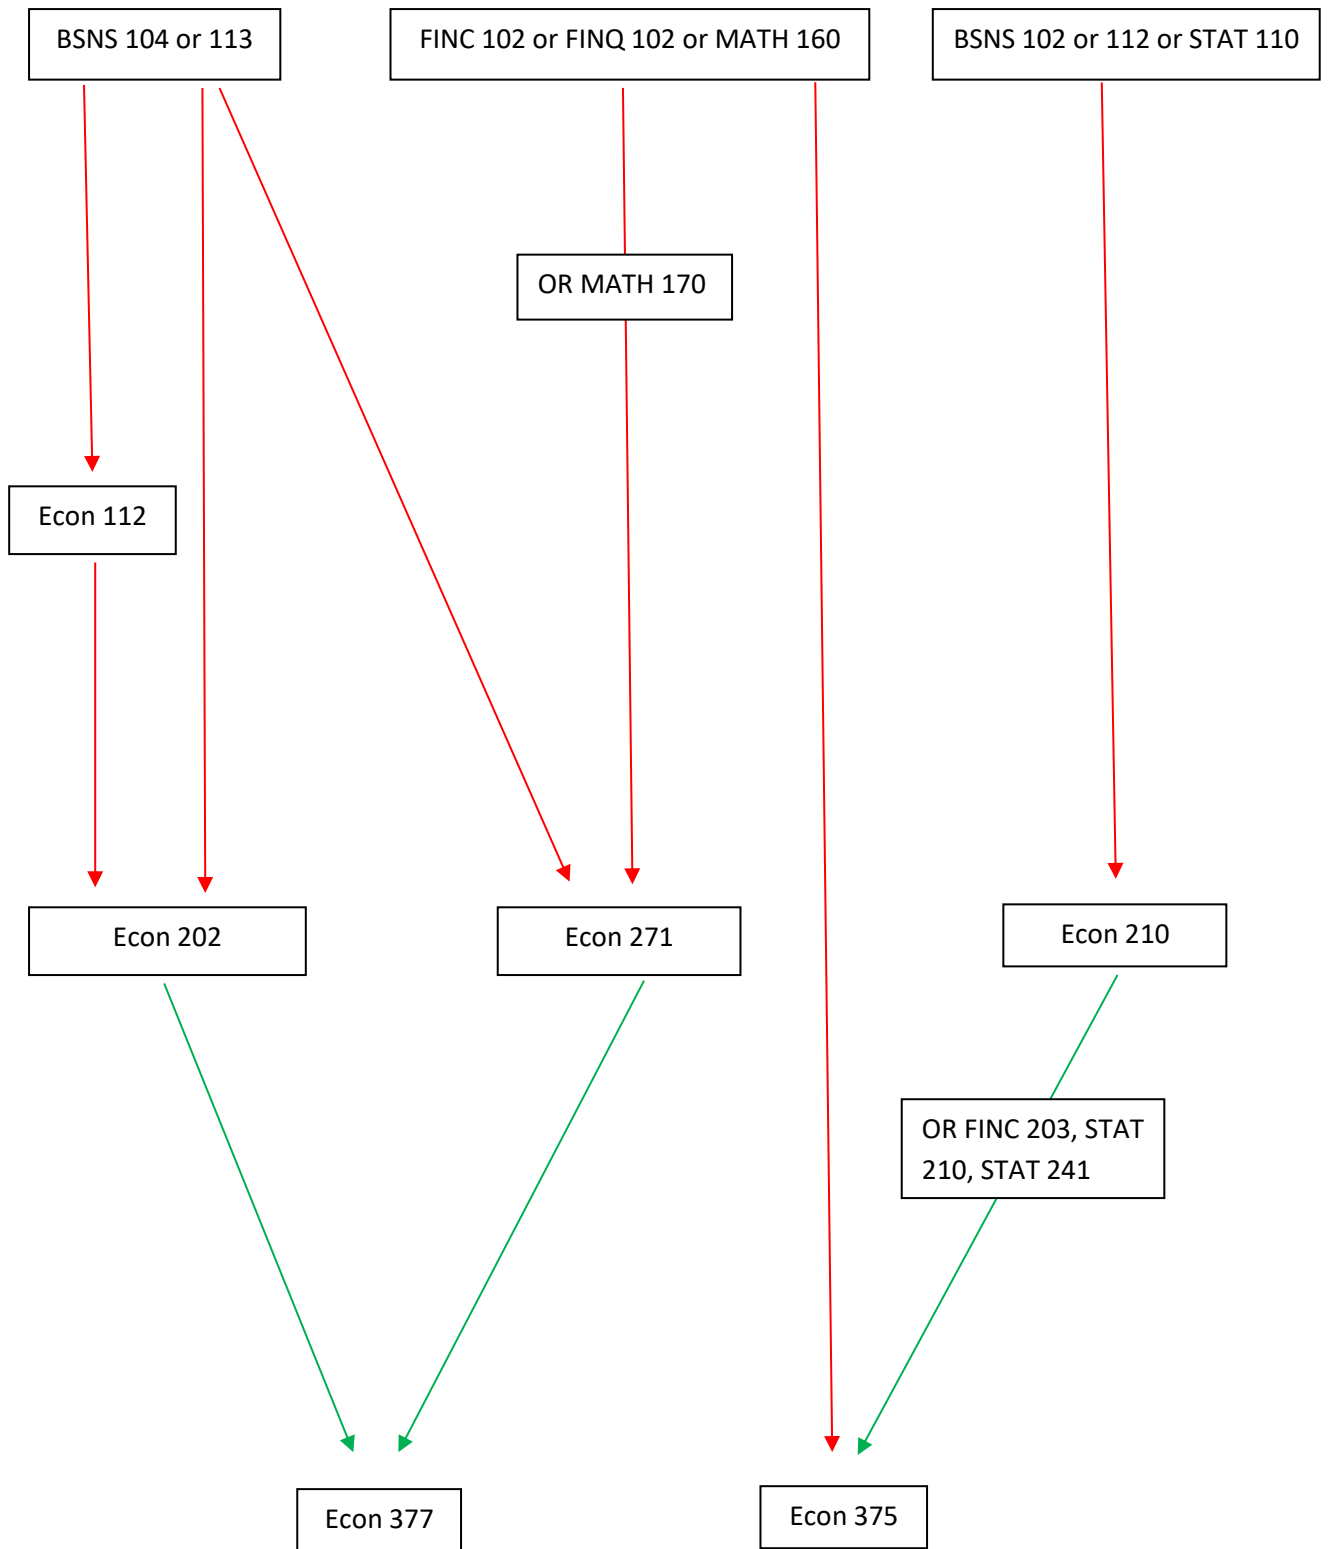 BSNS 104 or 113
FINC 102 or FINQ 102 or MATH 160
BSNS 102 or 112 or STAT 110
OR MATH 170
Econ 112
Econ 202
Econ 271
Econ 210
OR FINC 203, STAT
210, STAT 241
Econ 377
Econ 375